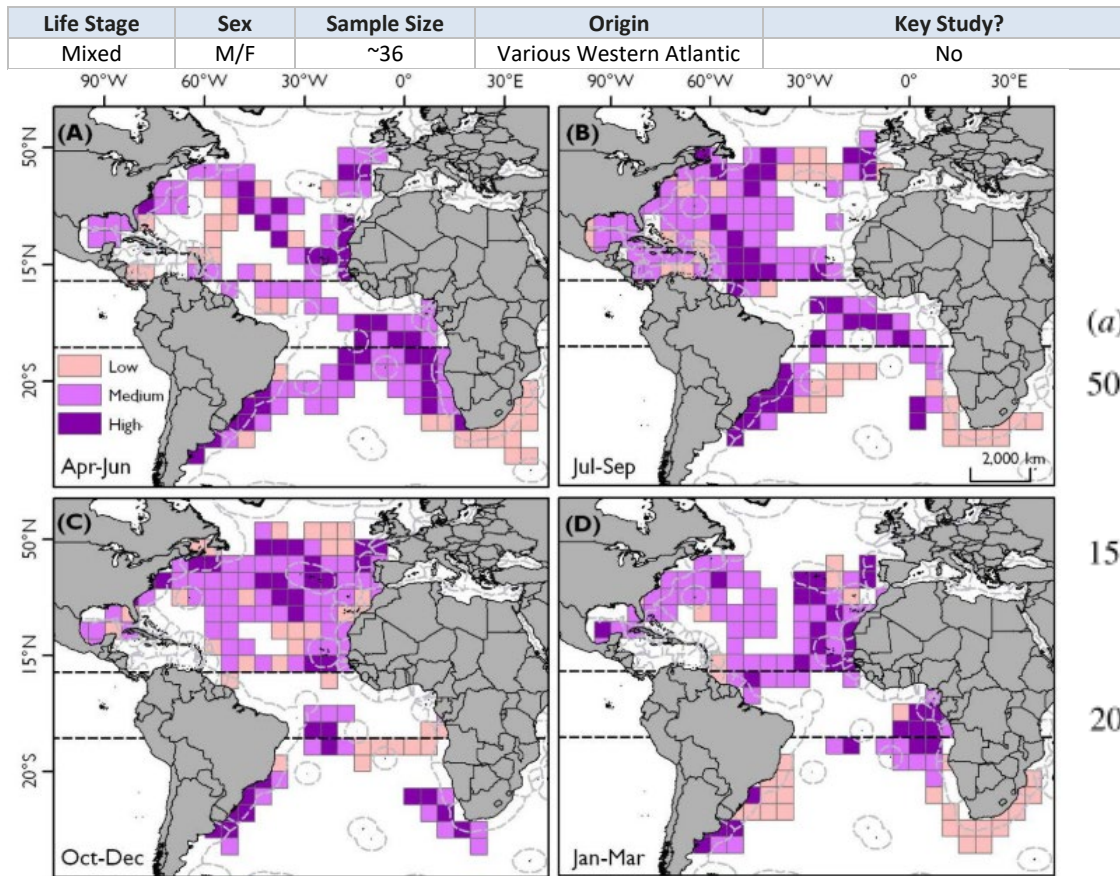 Life Stage Sex Sample Size Origin Key Study?
Mixed M/F ~36 Various Western Atlantic No
90°W 60°W 30°W 0° 30°E 90°W 60°W 30°W 0° 30°E
(A) (B)
50°N
15°N
20°S
Low
Medium
High
Apr-Jun
Jul-Sep
2,000 km
(a)
50
(C) (D)
50°N
15°N
20°S
Oct-Dec
Jan-Mar
15
20